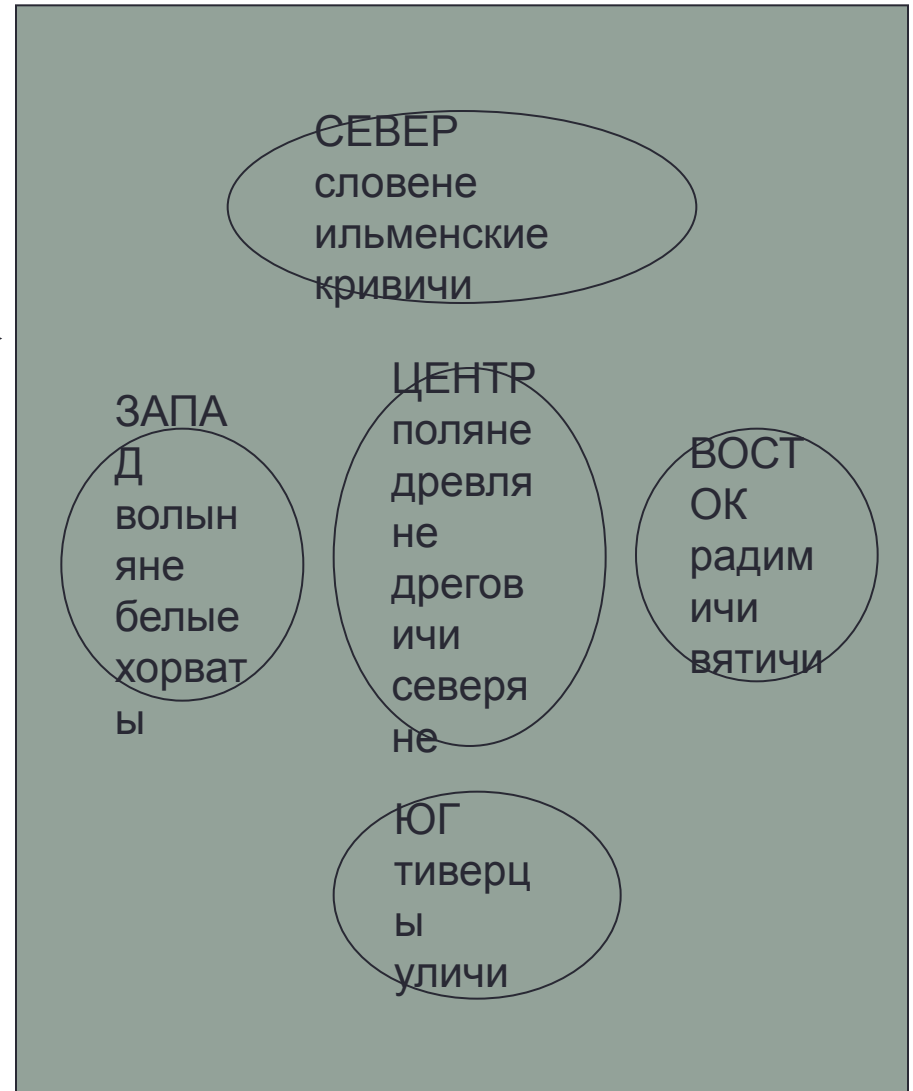 СЕВЕР
словене
ильменские
кривичи
ЗАПА
Д
волын
яне
белые
хорват
ы
ЦЕНТР
поляне
древля
не
дрегов
ичи
северя
не
ВОСТ
ОК
радим
ичи
вятичи
ЮГ
тиверц
ы
уличи